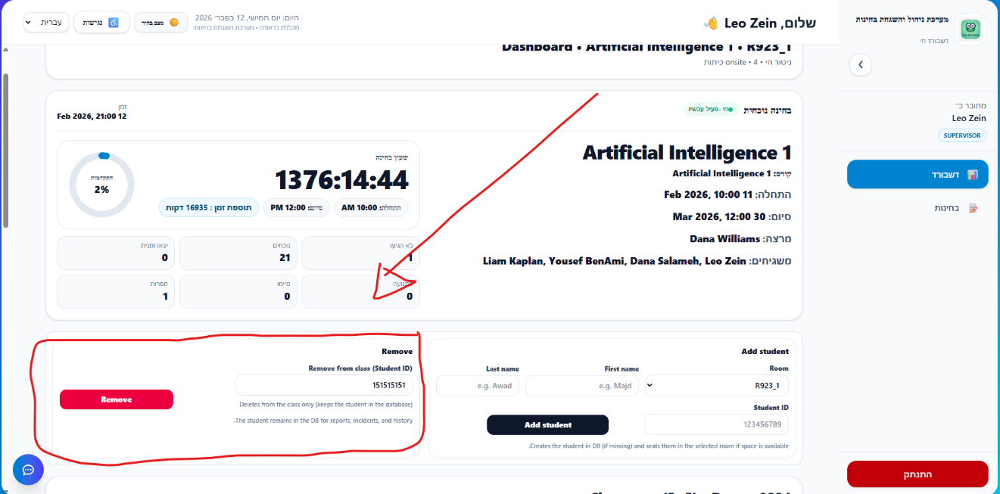 מערכת ניהול והשגחת בחינות
דשבורד חי
שלום, Leo Zein 👋
היום: יום חמישי, 12 בפבר׳ 2026
מכללת בראודה • מערכת השגחת בחינות
מצב בהיר
נגישות
עברית
מחובר כ־
Leo Zein
SUPERVISOR
דשבורד
בחינות
התנתק
Dashboard • Artificial Intelligence 1 • R923_1
ניטור חי • onsite • 4 כיתות
בחינה נוכחית
חי - פעיל עכשיו
זמן
12 Feb 2026, 21:00
Artificial Intelligence 1
קורס: Artificial Intelligence 1
התחלה: 11 Feb 2026, 10:00
סיום: 30 Mar 2026, 12:00
מרצה: Dana Williams
משגיחים: Liam Kaplan, Yousef BenAmi, Dana Salameh, Leo Zein
שעון בחינה
1376:14:44
התחלה: 10:00 AM
סיום: 12:00 PM
תוספת זמן : 16935 דקות
התקדמות
2%
לא הגיעו
1
נוכחים
21
יצאו זמנית
0
בתנועה
0
סיימו
0
הפרות
1
Add student
Room
First name
Last name
R923_1
e.g. Majd
e.g. Awad
Student ID
123456789
Add student
Creates the student in DB (if missing) and seats them in the selected room if space is available.
Remove
Remove from class (Student ID)
151515151
Remove
Deletes from the class only (keeps the student in the database)
The student remains in the DB for reports, incidents, and history.